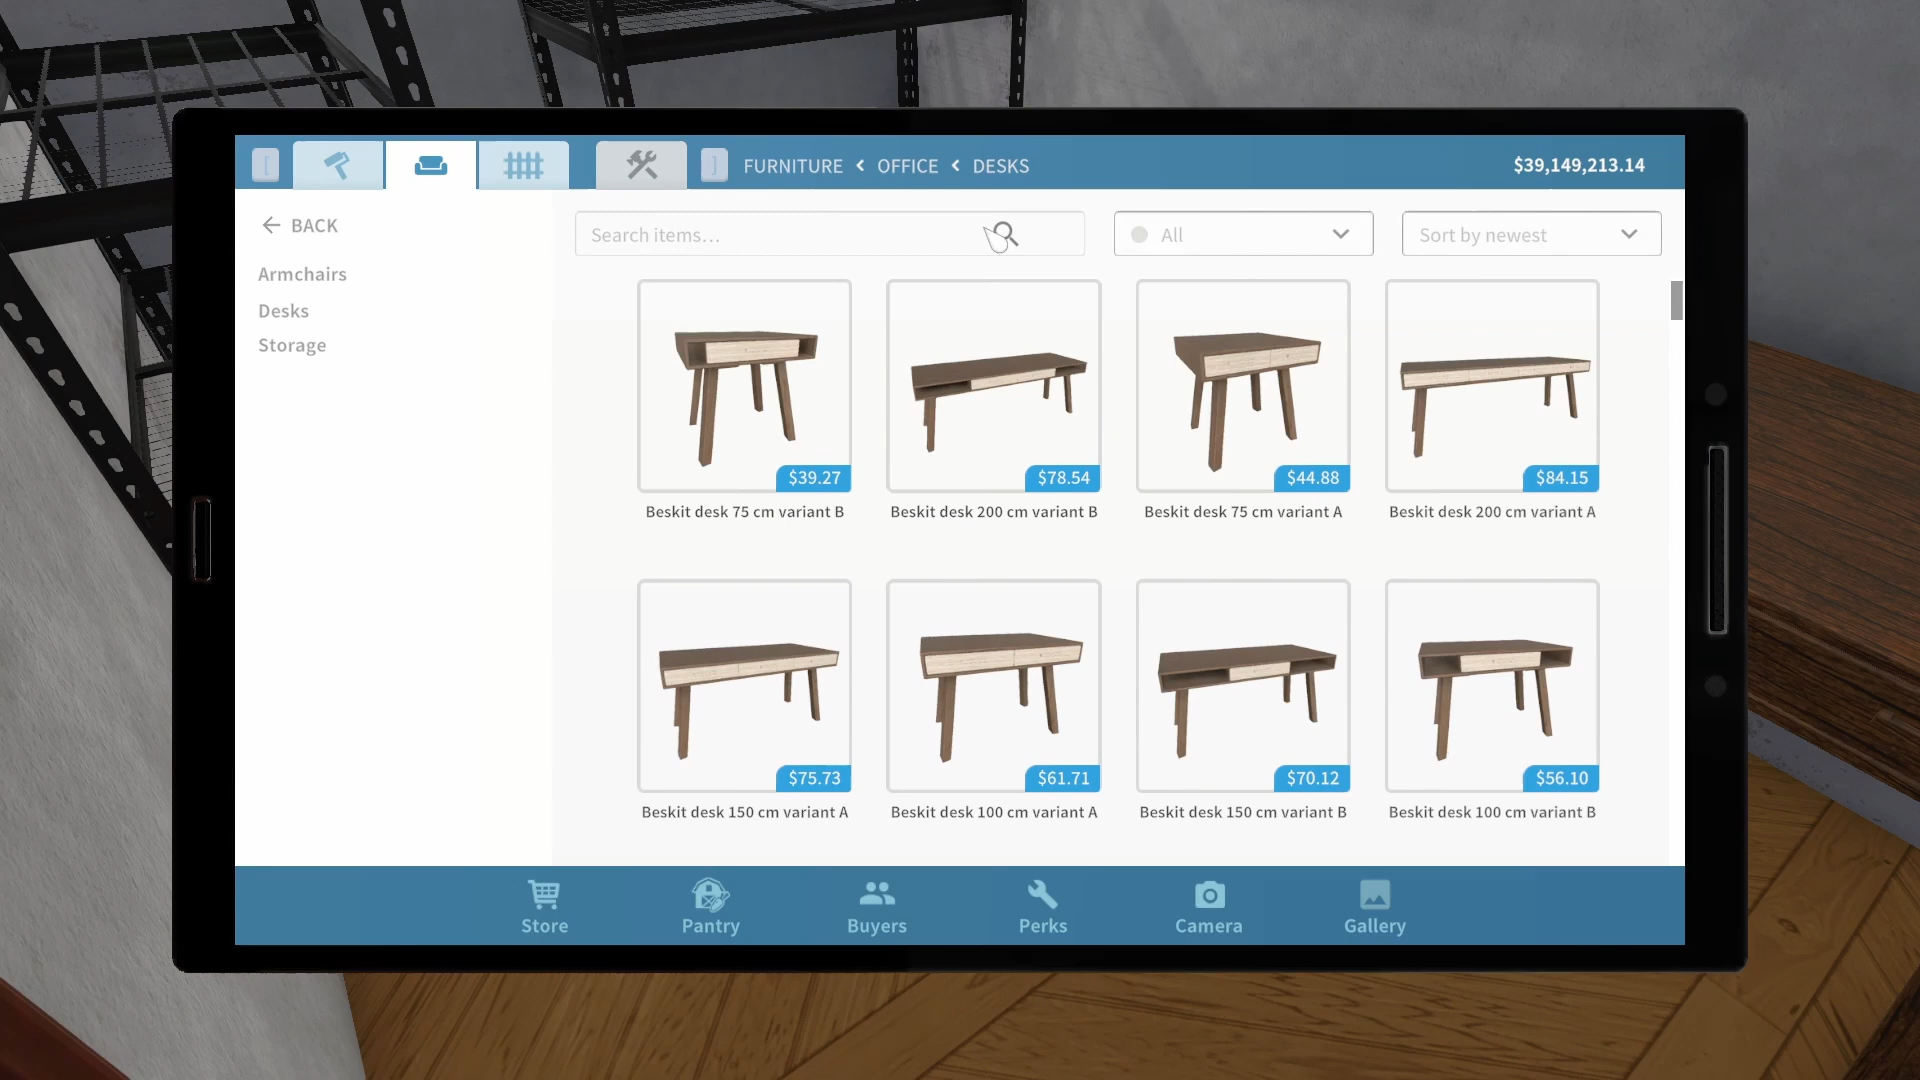 [
]
FURNITURE < OFFICE < DESKS
$39,149,213.14
BACK
Armchairs
Desks
Storage
Search items...
All
Sort by newest
$39.27
$78.54
$44.88
$84.15
Beskit desk 75 cm variant B
Beskit desk 200 cm variant B
Beskit desk 75 cm variant A
Beskit desk 200 cm variant A
$75.73
$61.71
$70.12
$56.10
Beskit desk 150 cm variant A
Beskit desk 100 cm variant A
Beskit desk 150 cm variant B
Beskit desk 100 cm variant B
Store
Pantry
Buyers
Perks
Camera
Gallery